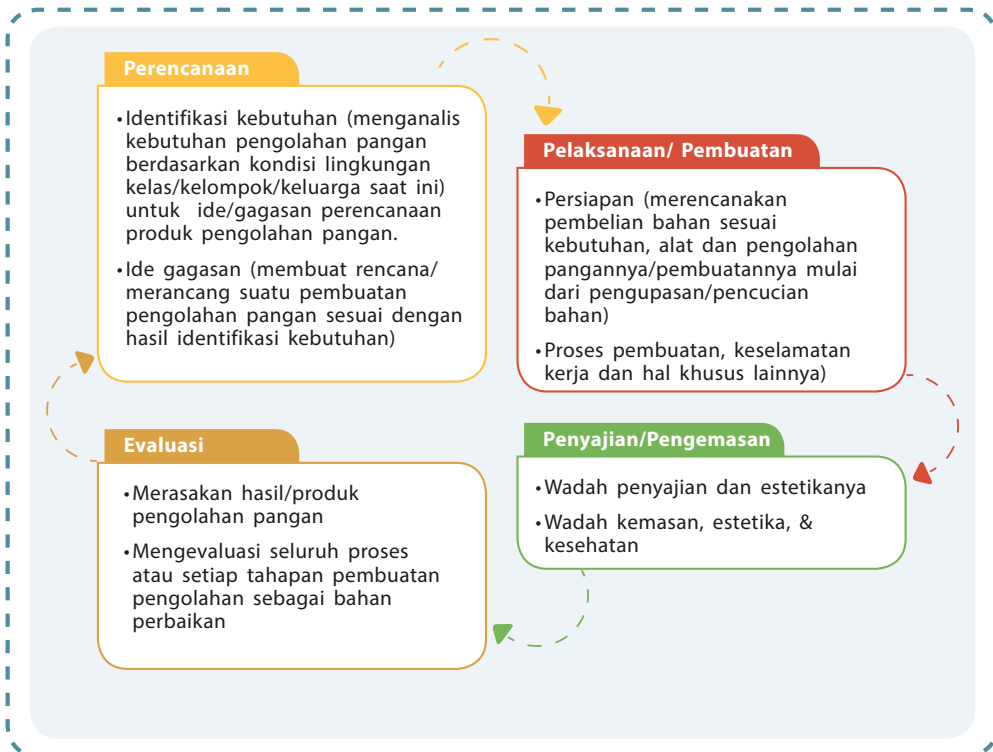 Perencanaan
•Identifikasi kebutuhan (menganalis
kebutuhan pengolahan pangan
berdasarkan kondisi lingkungan
kelas/kelompok/keluarga saat ini)
untuk ide/gagasan perencanaan
produk pengolahan pangan.
•Ide gagasan (membuat rencana/
merancang suatu pembuatan
pengolahan pangan sesuai dengan
hasil identifikasi kebutuhan)
Pelaksanaan/ Pembuatan
•Persiapan (merencanakan
pembelian bahan sesuai
kebutuhan, alat dan pengolahan
pangannya/pembuatannya mulai
dari pengupasan/pencucian
bahan)
•Proses pembuatan, keselamatan
kerja dan hal khusus lainnya)
Penyajian/Pengemasan
•Wadah penyajian dan estetikanya
•Wadah kemasan, estetika, &
kesehatan
Evaluasi
•Merasakan hasil/produk
pengolahan pangan
•Mengevaluasi seluruh proses
atau setiap tahapan pembuatan
pengolahan sebagai bahan
perbaikan